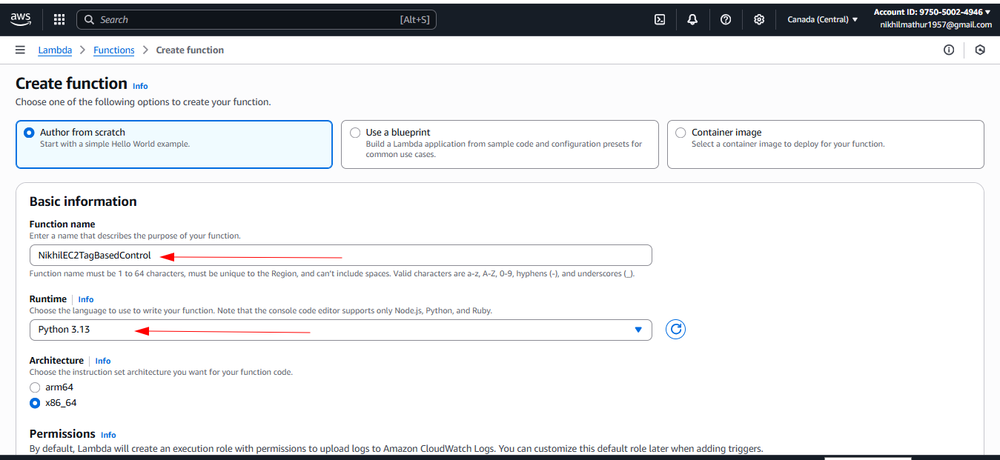 aws
Search [Alt+S]
Canada (Central)
Account ID: 9750-5002-4946
nikhilmathur1957@gmail.com
Lambda > Functions > Create function
Create function Info
Choose one of the following options to create your function.
Author from scratch
Start with a simple Hello World example.
Use a blueprint
Build a Lambda application from sample code and configuration presets for
common use cases.
Container image
Select a container image to deploy for your function.
Basic information
Function name
Enter a name that describes the purpose of your function.
NikhilEC2TagBasedControl
Function name must be 1 to 64 characters, must be unique to the Region, and can't include spaces. Valid characters are a-z, A-Z, 0-9, hyphens (-), and underscores (_).
Runtime Info
Choose the language to use to write your function. Note that the console code editor supports only Node.js, Python, and Ruby.
Python 3.13
Architecture Info
Choose the instruction set architecture you want for your function code.
arm64
x86_64
Permissions Info
By default, Lambda will create an execution role with permissions to upload logs to Amazon CloudWatch Logs. You can customize this default role later when adding triggers.